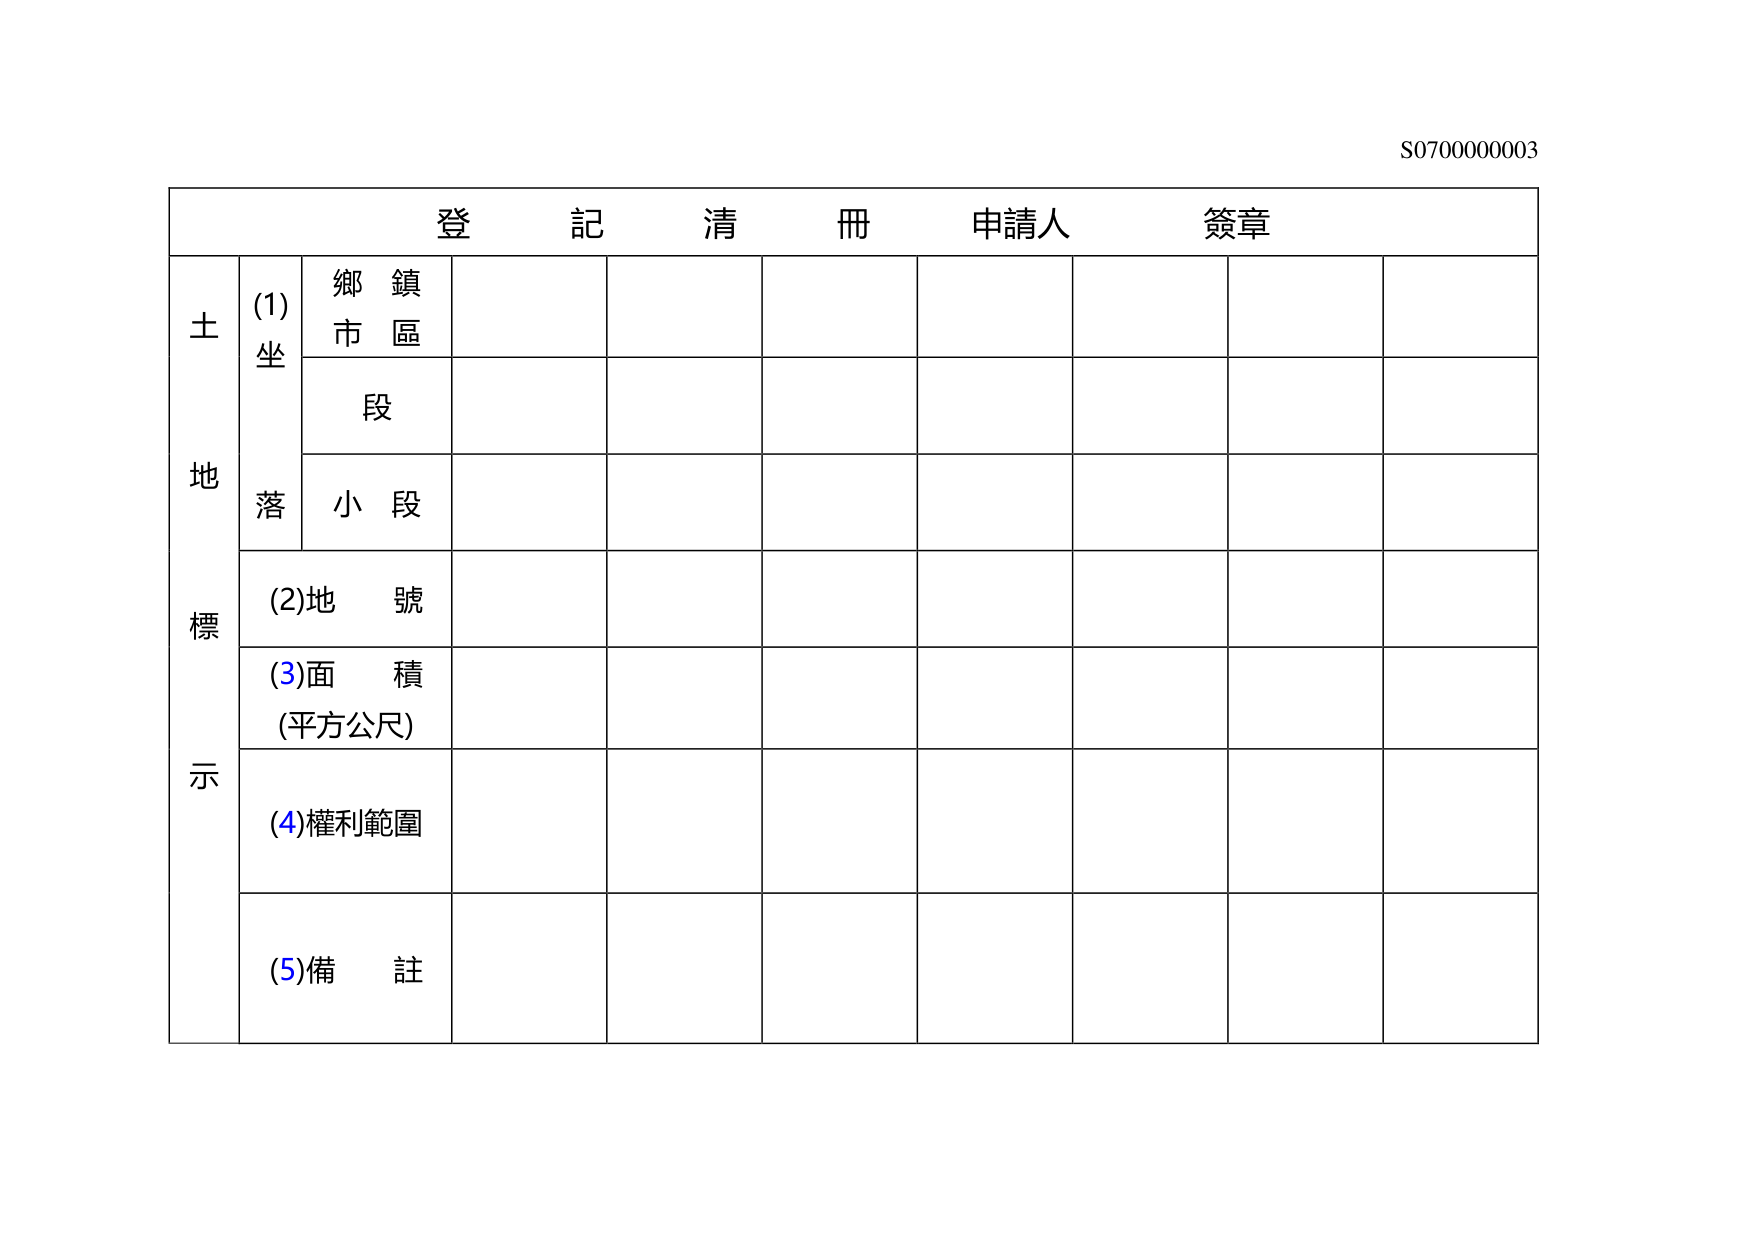 S0700000003
登 記 清 冊 申請人 簽章
土 地 標 示
(1)
坐
落
鄉 鎮
市 區
段
小 段
(2)地 號
(3)面 積
(平方公尺)
(4)權利範圍
(5)備 註